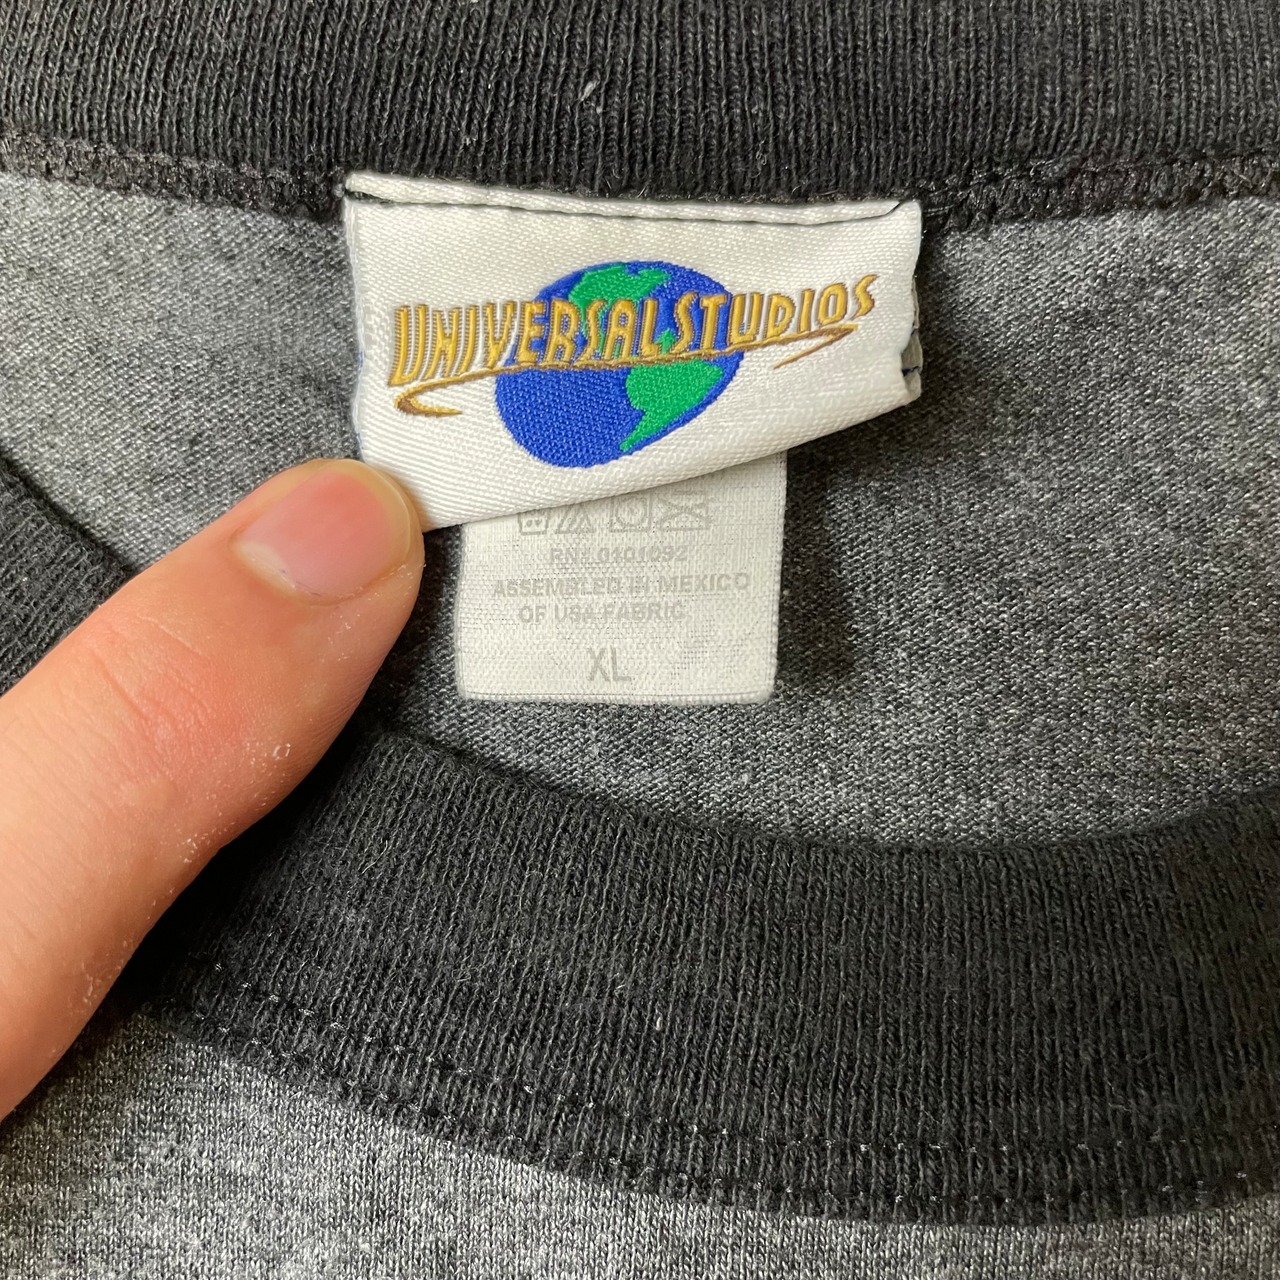 UNIVERSAL STUDIOS
RN# 0101092
ASSEMBLED IN MEXICO
OF USA FABRIC
XL